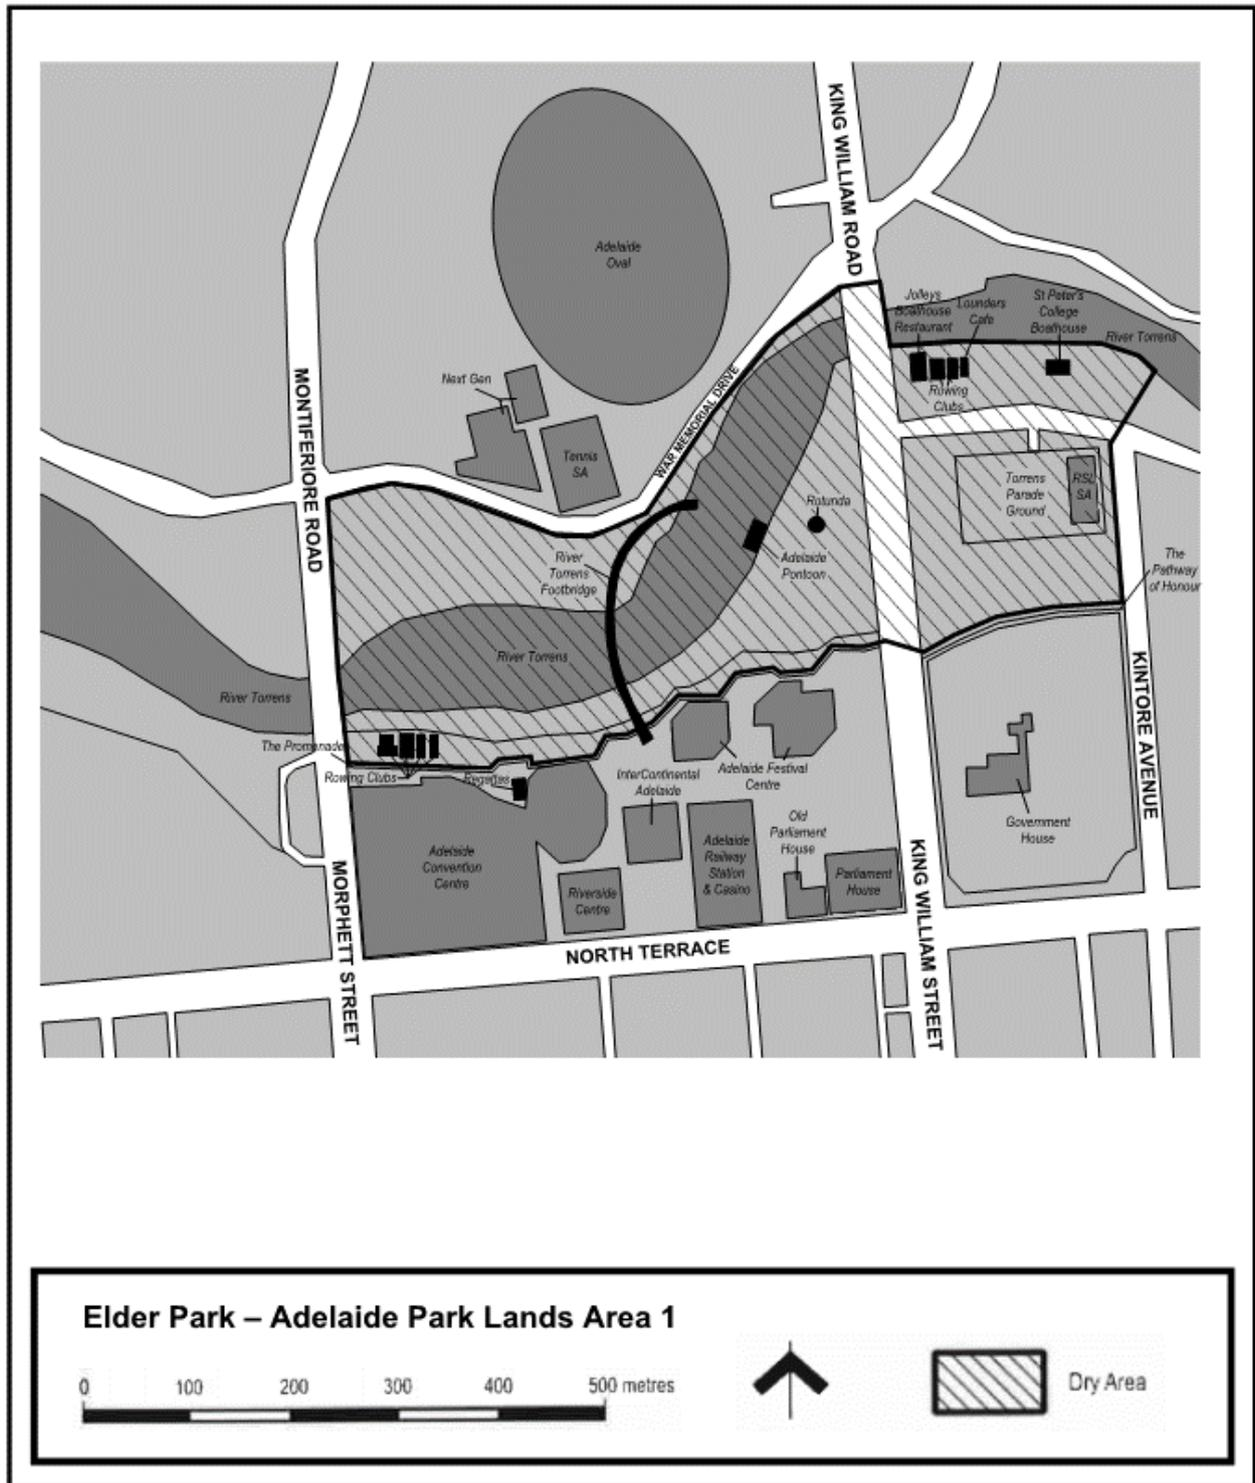 KING WILLIAM ROAD
Adelaide
Oval
Jolleys
Boathouse
Restaurant
Lounders
Cafe
St Peter's
College
Boathouse
River Torrens
Rowing
Clubs
Next Gen
MONTIFERIORE ROAD
WAR MEMORIAL DRIVE
Tennis
SA
Rotunda
Torrens
Parade
Ground
RSL
SA
River
Torrens
Footbridge
Adelaide
Pontoon
The
Pathway
of Honour
River Torrens
River Torrens
KINTORE AVENUE
The Promenade
Rowing Clubs
Regattas
InterContinental
Adelaide
Adelaide Festival
Centre
Old
Parliament
House
Government
House
Adelaide
Convention
Centre
Riverside
Centre
Adelaide
Railway
Station
& Casino
Parliament
House
MORPHETT STREET
NORTH TERRACE
KING WILLIAM STREET
Elder Park – Adelaide Park Lands Area 1
0 100 200 300 400 500 metres
Dry Area